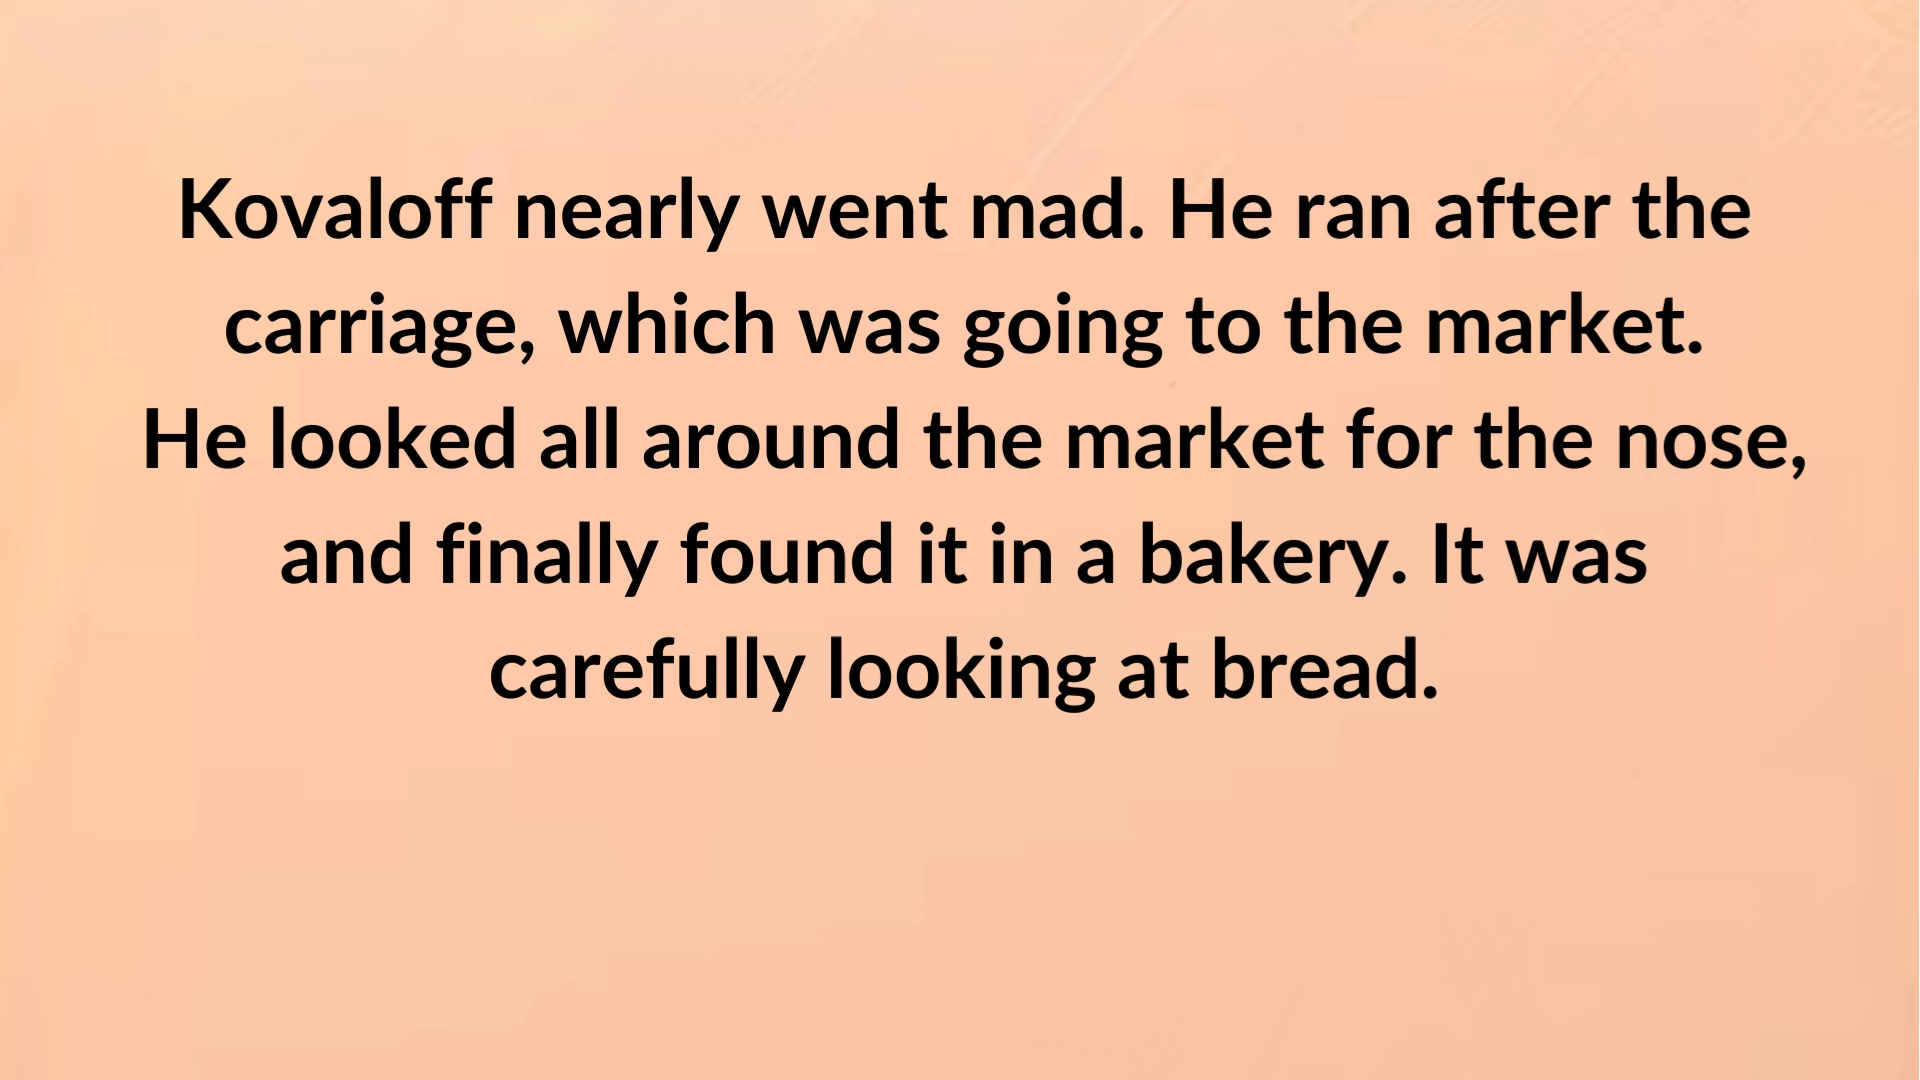 Kovaloff nearly went mad. He ran after the
carriage, which was going to the market.
He looked all around the market for the nose,
and finally found it in a bakery. It was
carefully looking at bread.